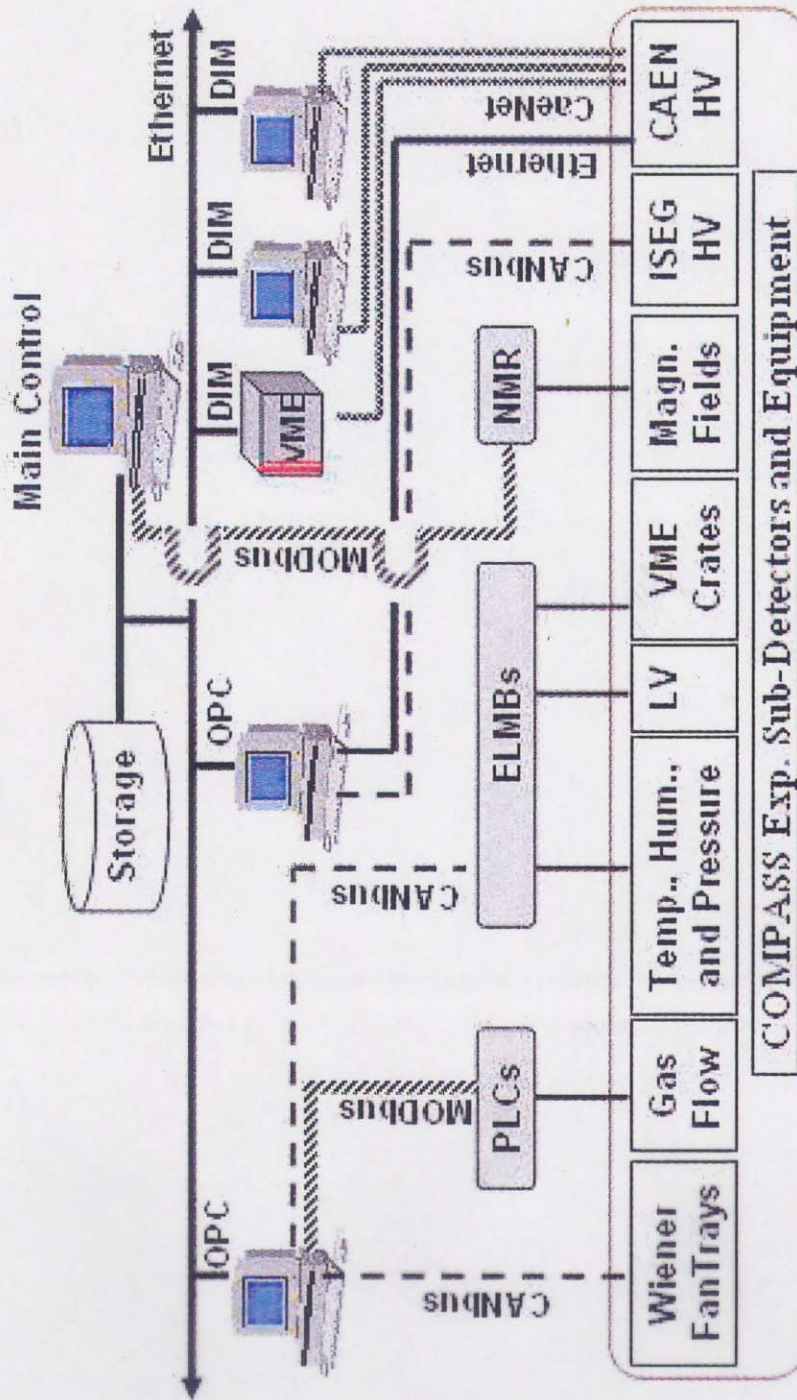 Main Control
Ethernet
Storage
OPC
OPC
DIM
DIM
DIM
VME
MODbus
CANbus
MODbus
CANbus
CANbus
Ethernet
CaeNet
PLCs
ELMBs
NMR
Wiener
FanTrays
Gas
Flow
Temp., Hum.,
and Pressure
LV
VME
Crates
Magn.
Fields
ISEG
HV
CAEN
HV
COMPASS Exp. Sub-Detectors and Equipment